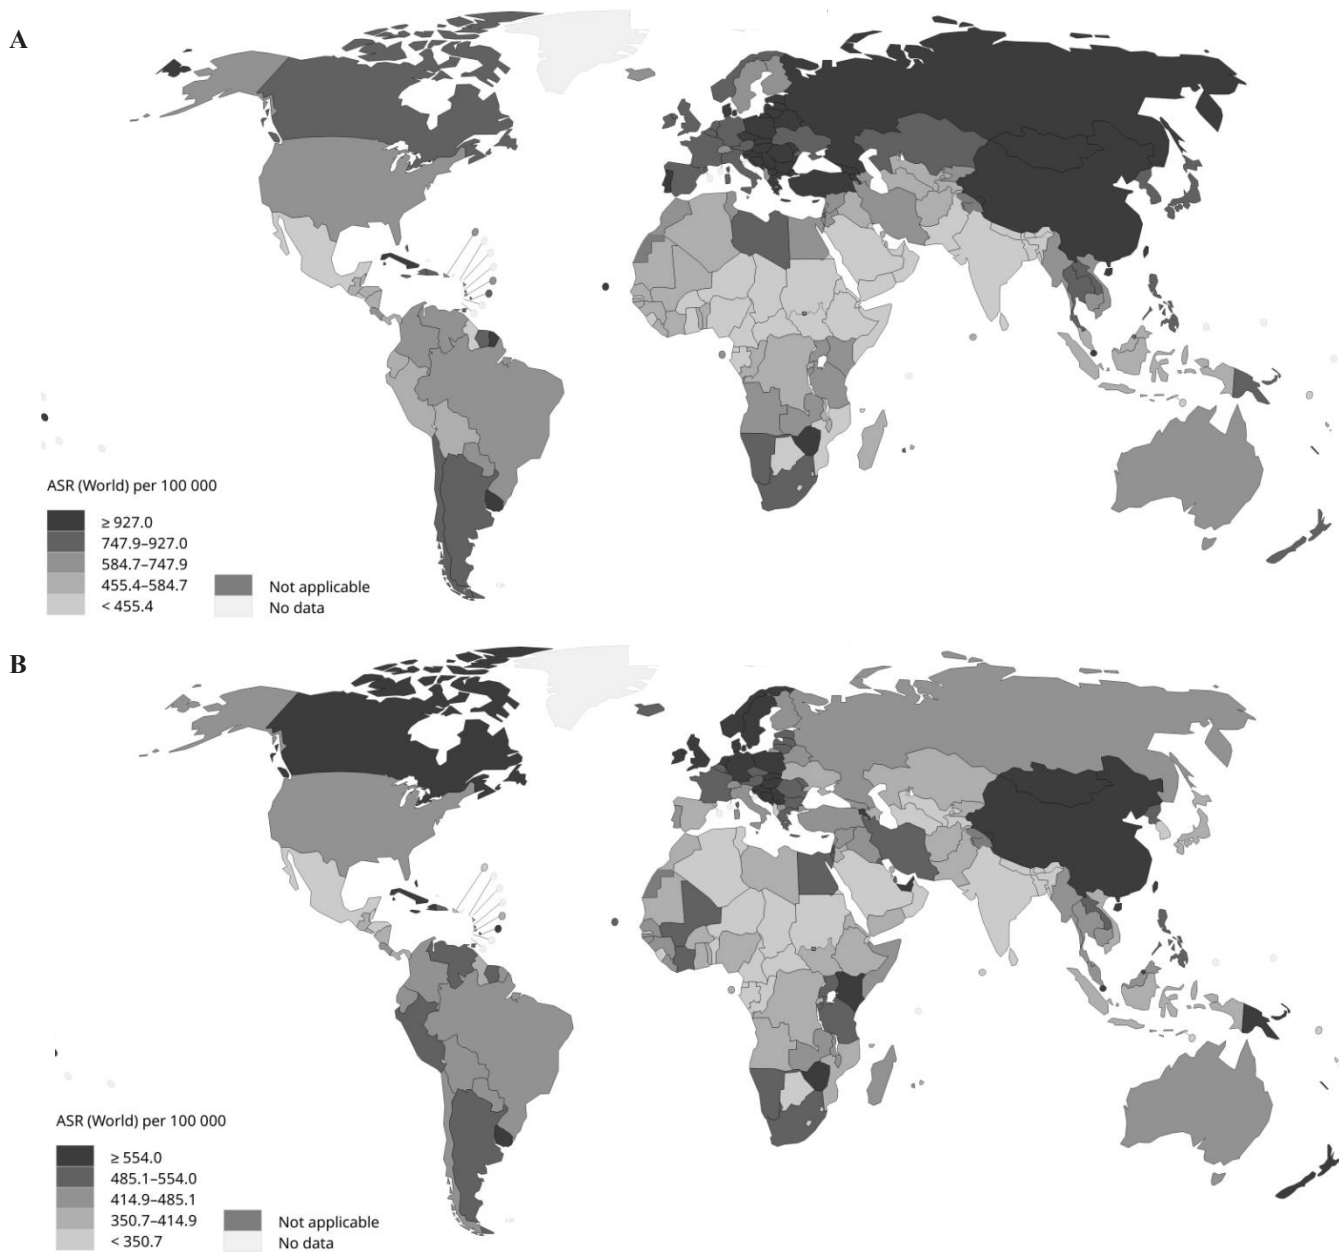 A
ASR (World) per 100 000
≥ 927.0
747.9–927.0
584.7–747.9
455.4–584.7
< 455.4
Not applicable
No data
B
ASR (World) per 100 000
≥ 554.0
485.1–554.0
414.9–485.1
350.7–414.9
< 350.7
Not applicable
No data